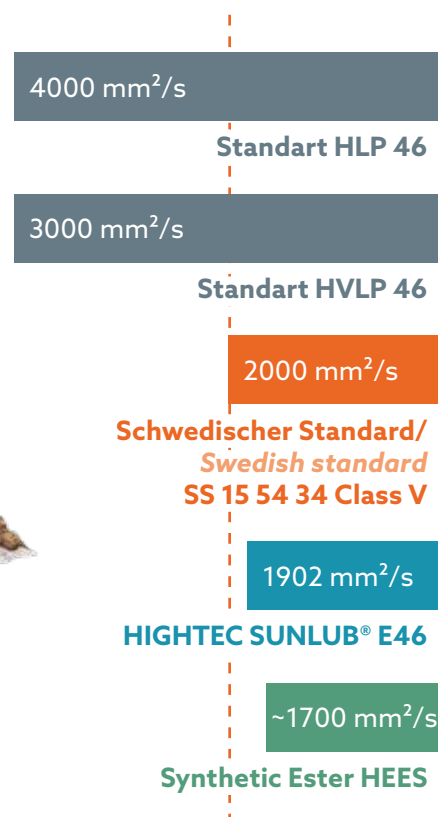 4000 mm²/s
Standart HLP 46
3000 mm²/s
Standart HVLP 46
2000 mm²/s
Schwedischer Standard/
Swedish standard
SS 15 54 34 Class V
1902 mm²/s
HIGHTEC SUNLUB® E46
~1700 mm²/s
Synthetic Ester HEES